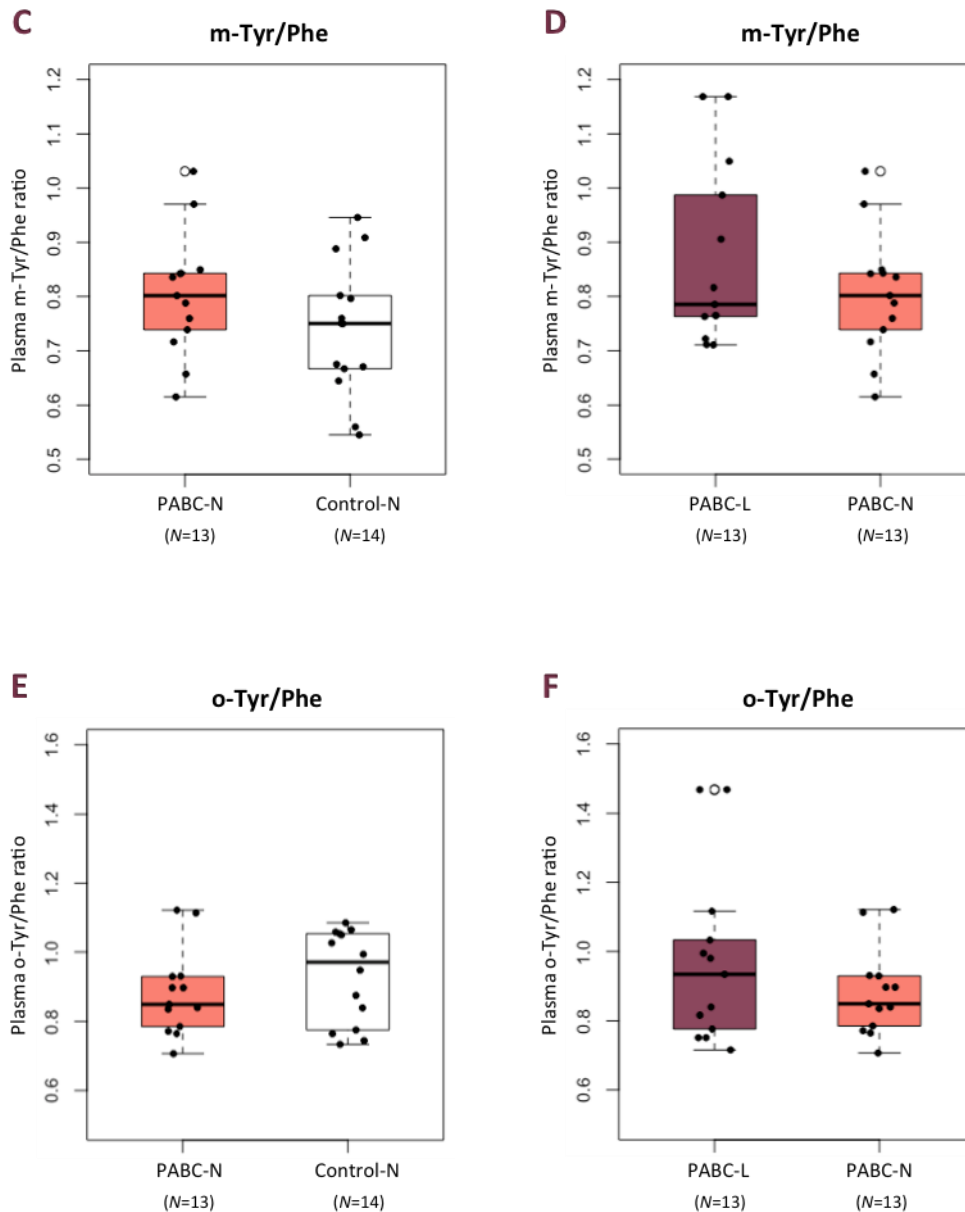 C
m-Tyr/Phe
Plasma m-Tyr/Phe ratio
1.2
1.1
1.0
0.9
0.8
0.7
0.6
0.5
PABC-N
Control-N
(N=13)
(N=14)
D
m-Tyr/Phe
Plasma m-Tyr/Phe ratio
1.2
1.1
1.0
0.9
0.8
0.7
0.6
0.5
PABC-L
PABC-N
(N=13)
(N=13)
E
o-Tyr/Phe
Plasma o-Tyr/Phe ratio
1.6
1.4
1.2
1.0
0.8
0.6
PABC-N
Control-N
(N=13)
(N=14)
F
o-Tyr/Phe
Plasma o-Tyr/Phe ratio
1.6
1.4
1.2
1.0
0.8
0.6
PABC-L
PABC-N
(N=13)
(N=13)